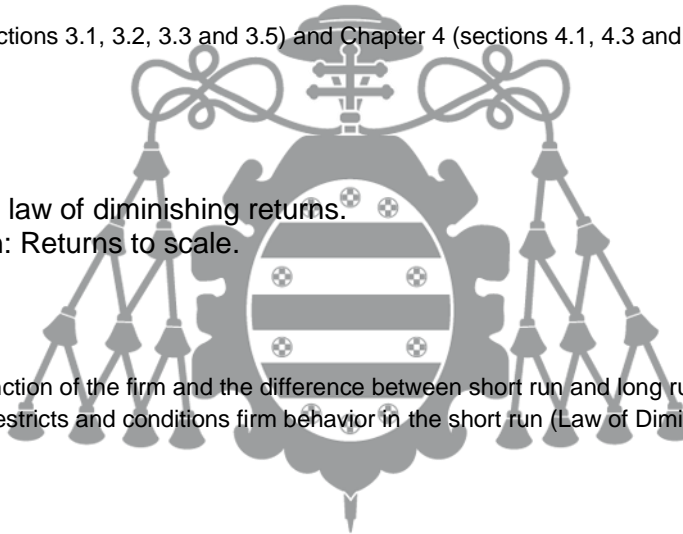 ctions 3.1, 3.2, 3.3 and 3.5) and Chapter 4 (sections 4.1, 4.3 and
law of diminishing returns.
n: Returns to scale.
nction of the firm and the difference between short run and long ru
estricts and conditions firm behavior in the short run (Law of Dimi